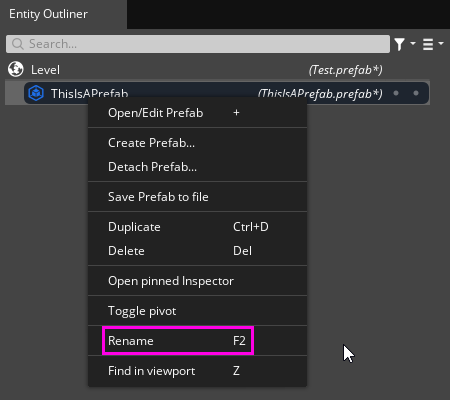 Entity Outliner
Search...
Level (Test.prefab*)
ThisIsAPrefab (ThisIsAPrefab.prefab*)
Open/Edit Prefab +
Create Prefab...
Detach Prefab...
Save Prefab to file
Duplicate Ctrl+D
Delete Del
Open pinned Inspector
Toggle pivot
Rename F2
Find in viewport Z